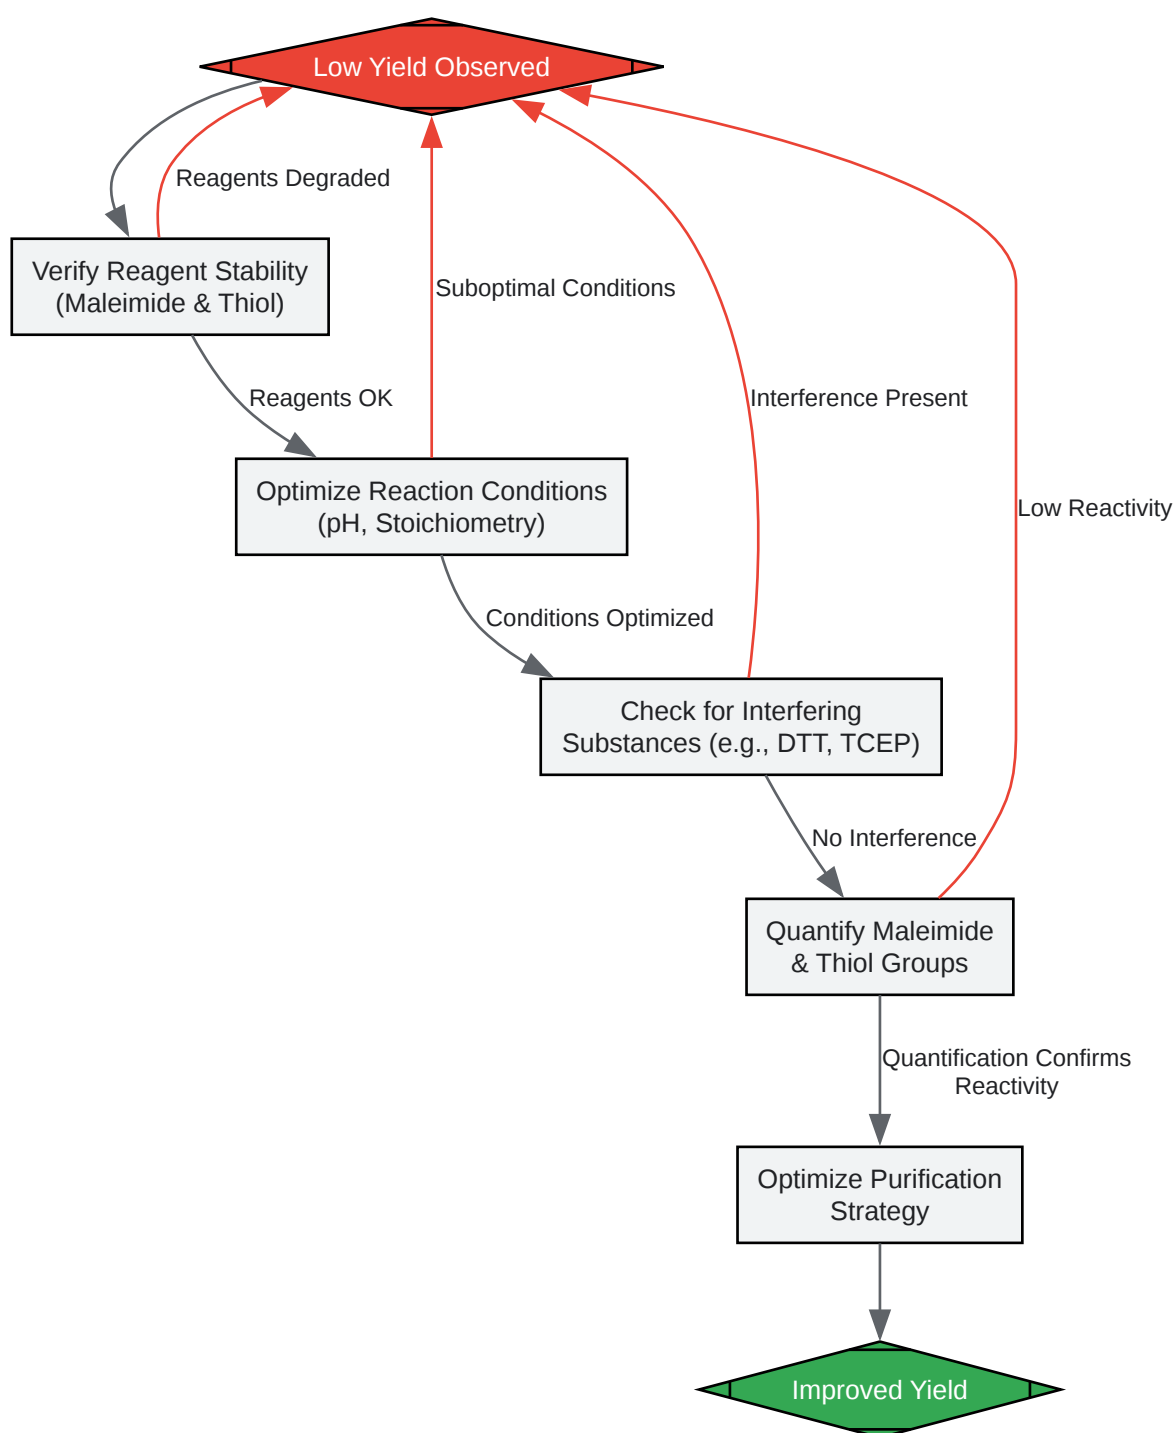 Low Yield Observed
Reagents Degraded
Verify Reagent Stability
(Maleimide & Thiol)
Suboptimal Conditions
Reagents OK
Interference Present
Optimize Reaction Conditions
(pH, Stoichiometry)
Low Reactivity
Conditions Optimized
Check for Interfering
Substances (e.g., DTT, TCEP)
No Interference
Quantify Maleimide
& Thiol Groups
Quantification Confirms
Reactivity
Optimize Purification
Strategy
Improved Yield